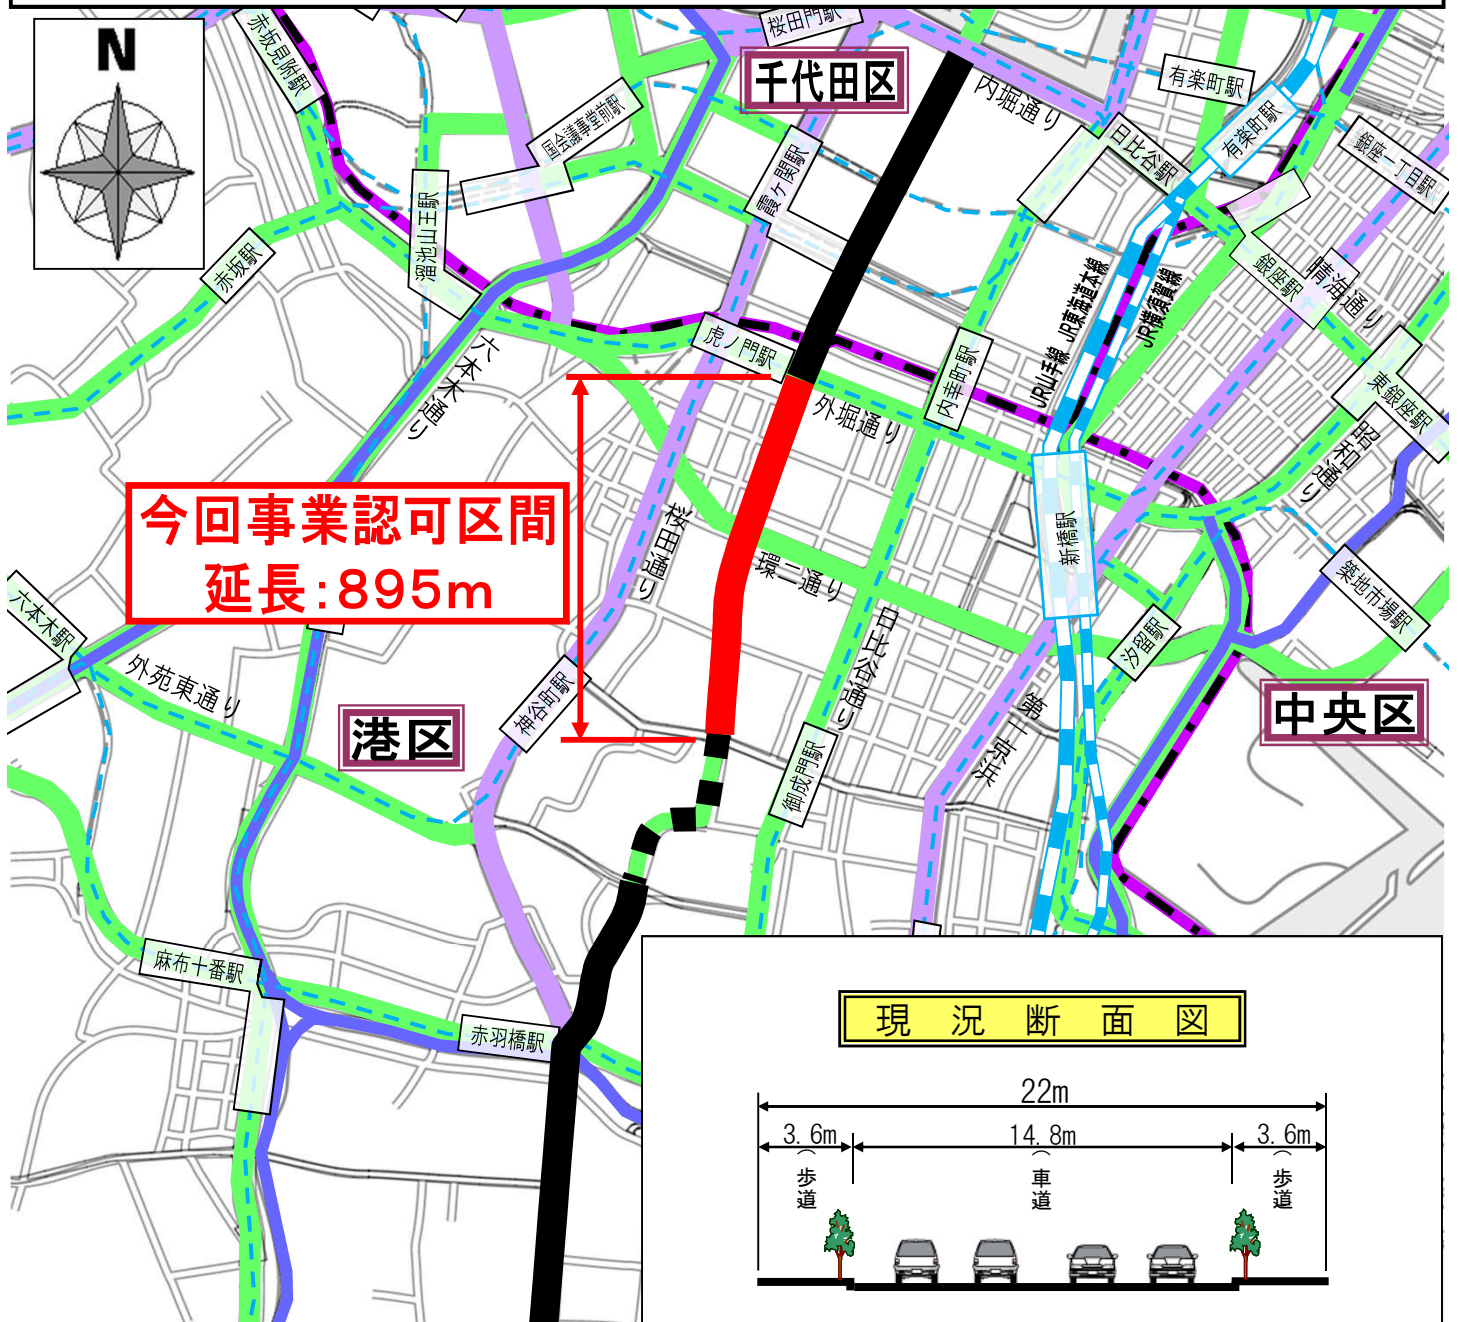 N
桜田門駅
赤坂見附駅
千代田区
有楽町駅
内堀通り
国会議事堂前駅
有楽町駅
日比谷駅
銀座一丁目駅
霞ヶ関駅
溜池山王駅
赤坂駅
銀座駅
晴海通り
JR東海道本線
JR横須賀線
JR山手線
虎ノ門駅
六本木通り
内幸町駅
東銀座駅
外堀通り
昭和通り
今回事業認可区間
延長:895m
桜田通り
新橋駅
環二通り
築地市場駅
六本木駅
日比谷通り
汐留駅
外苑東通り
神谷町駅
第一京浜
中央区
港区
御成門駅
麻布十番駅
赤羽橋駅
現況断面図
22m
3.6m
14.8m
3.6m
(歩道
(車道
(歩道